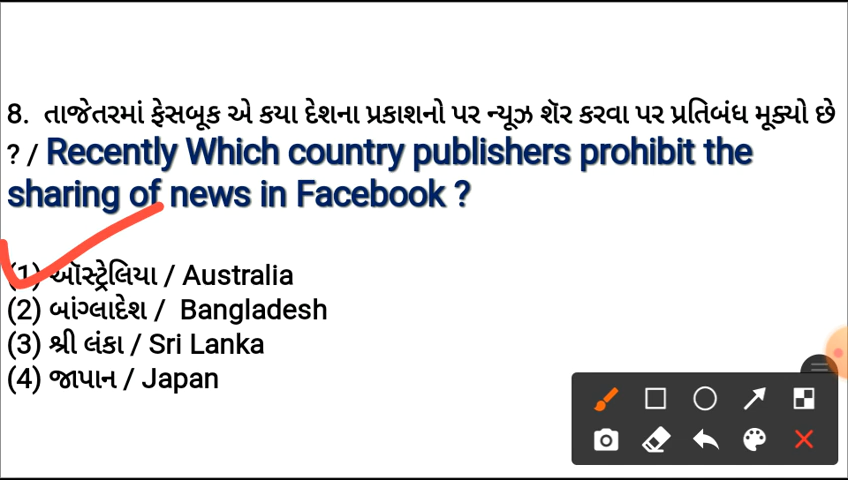 8. તાજેતરમાં ફેસબૂક એ કયા દેશના પ્રકાશનો પર ન્યૂઝ શૅર કરવા પર પ્રતિબંધ મૂક્યો છે
? / Recently Which country publishers prohibit the
sharing of news in Facebook ?
(1) ઑસ્ટ્રેલિયા / Australia
(2) બાંગ્લાદેશ / Bangladesh
(3) શ્રી લંકા / Sri Lanka
(4) જાપાન / Japan